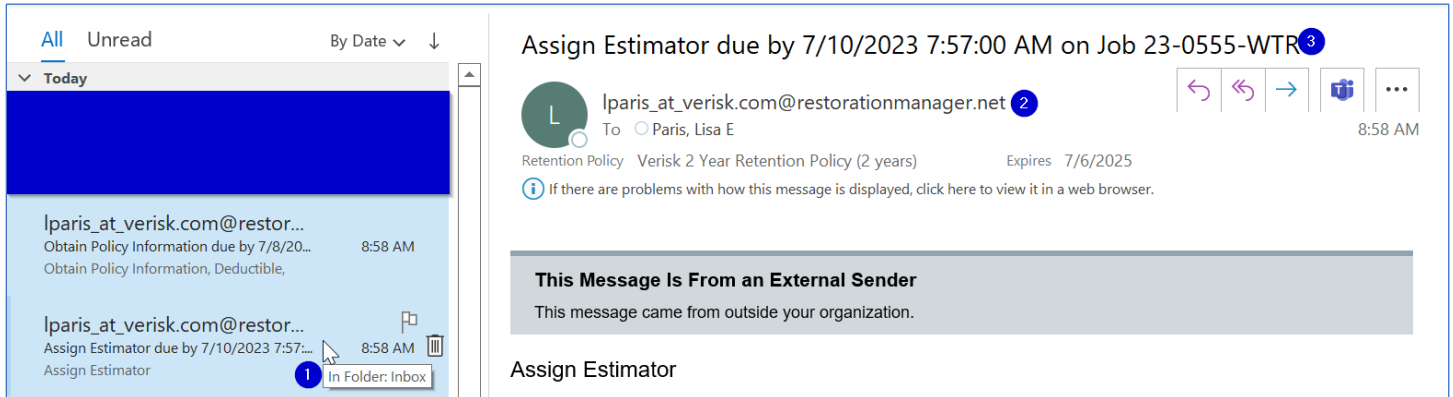 All Unread By Date ↓
Today
lparis_at_verisk.com@restor...
Obtain Policy Information due by 7/8/20... 8:58 AM
Obtain Policy Information, Deductible,
lparis_at_verisk.com@restor...
Assign Estimator due by 7/10/2023 7:57:... 8:58 AM
Assign Estimator
1 In Folder: Inbox
Assign Estimator due by 7/10/2023 7:57:00 AM on Job 23-0555-WTR 3
L
lparis_at_verisk.com@restorationmanager.net 2
To Paris, Lisa E
8:58 AM
Retention Policy Verisk 2 Year Retention Policy (2 years) Expires 7/6/2025
i If there are problems with how this message is displayed, click here to view it in a web browser.
This Message Is From an External Sender
This message came from outside your organization.
Assign Estimator